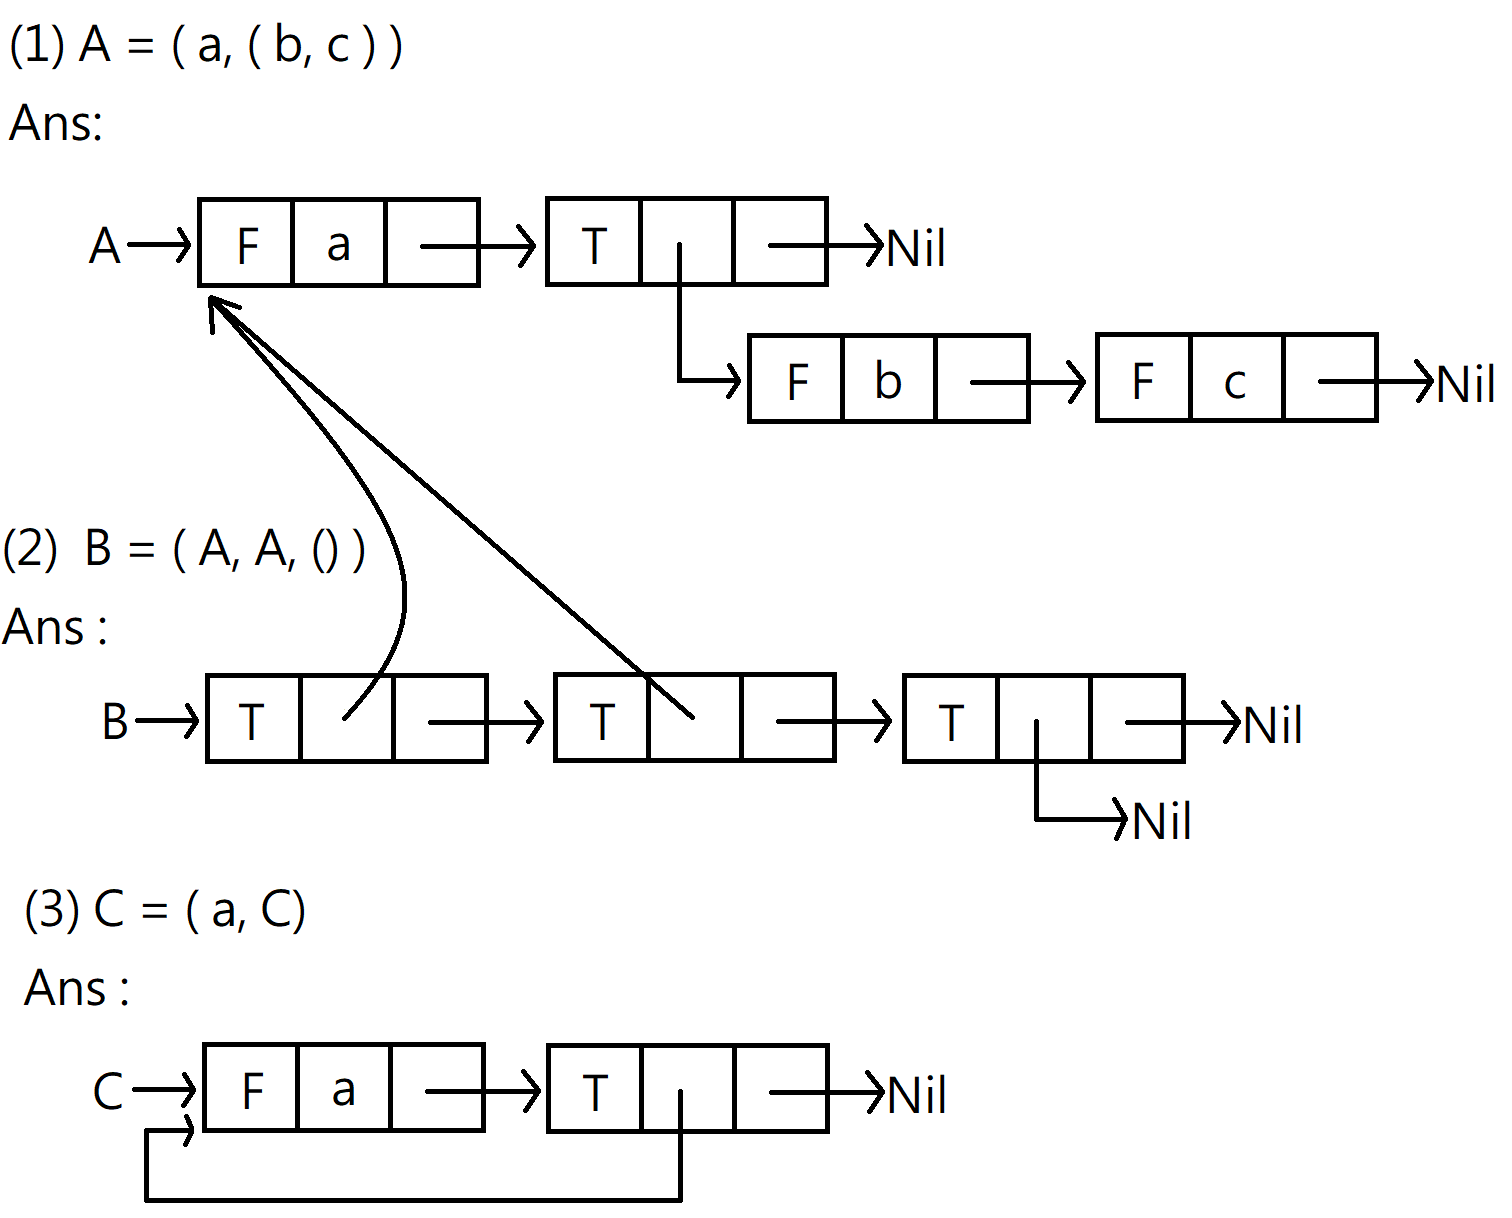 (1) A = ( a, ( b, c ) )
Ans:
A F a T Nil
F b F c Nil
(2) B = ( A, A, () )
Ans :
B T T T Nil
Nil
(3) C = ( a, C)
Ans :
C F a T Nil